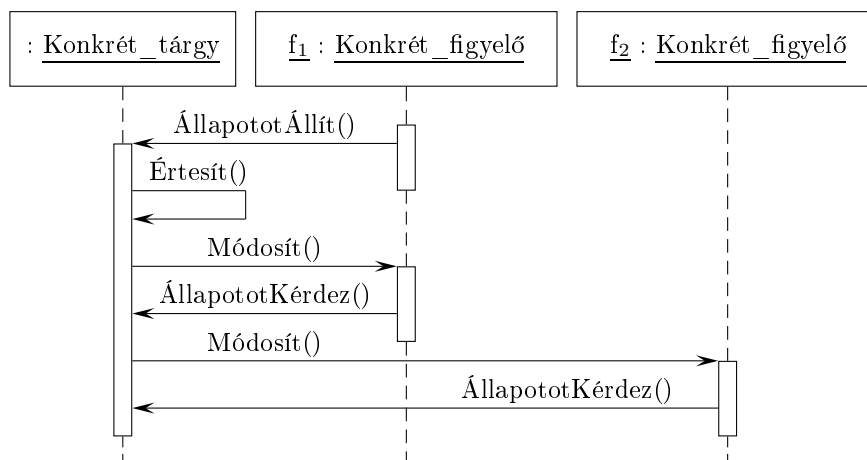 : Konkrét_tárgy
f₁ : Konkrét_figyelő
f₂ : Konkrét_figyelő
ÁllapototÁllít()
Értesít()
Módosít()
ÁllapototKérdez()
Módosít()
ÁllapototKérdez()